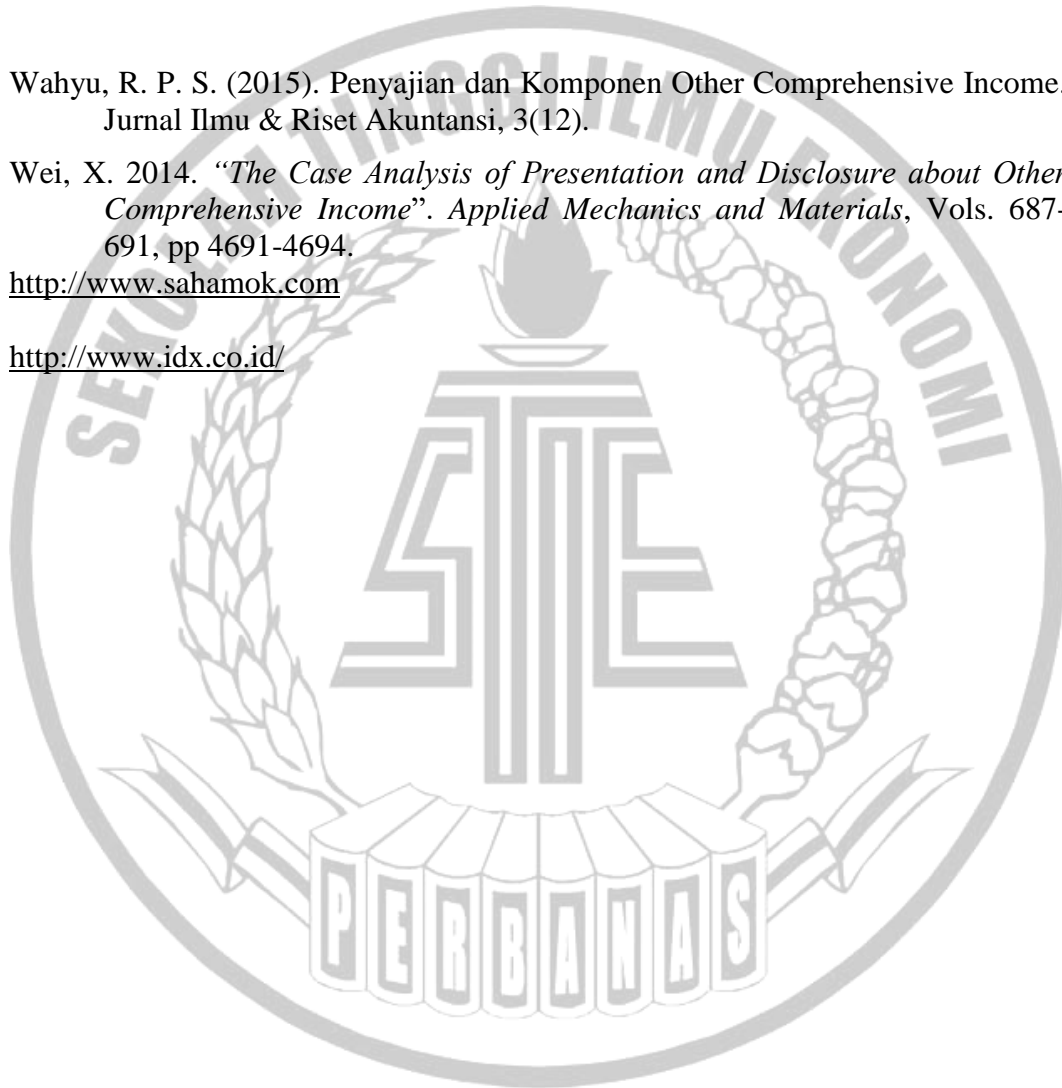 Wahyu, R. P. S. (2015). Penyajian dan Komponen Other Comprehensive Income.
Jurnal Ilmu & Riset Akuntansi, 3(12).
Wei, X. 2014. “The Case Analysis of Presentation and Disclosure about Other
Comprehensive Income”. Applied Mechanics and Materials, Vols. 687-
691, pp 4691-4694.
http://www.sahamok.com
http://www.idx.co.id/
SEKOLAH TINGGI ILMU EKONOMI
STIE
PERBANAS